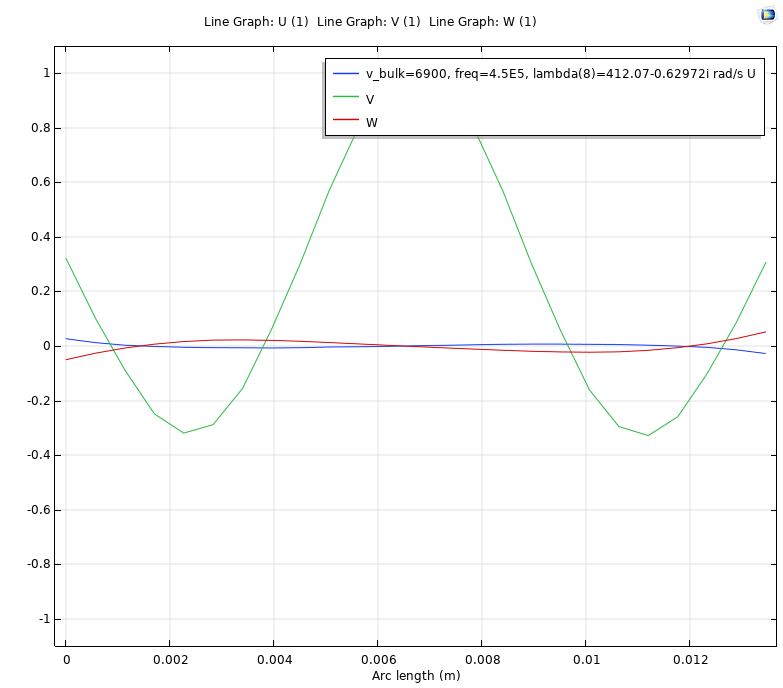 Line Graph: U (1)  Line Graph: V (1)  Line Graph: W (1)
v_bulk=6900, freq=4.5E5, lambda(8)=412.07-0.62972i rad/s U
V
W
1
0.8
0.6
0.4
0.2
0
-0.2
-0.4
-0.6
-0.8
-1
0 0.002 0.004 0.006 0.008 0.01 0.012
Arc length (m)